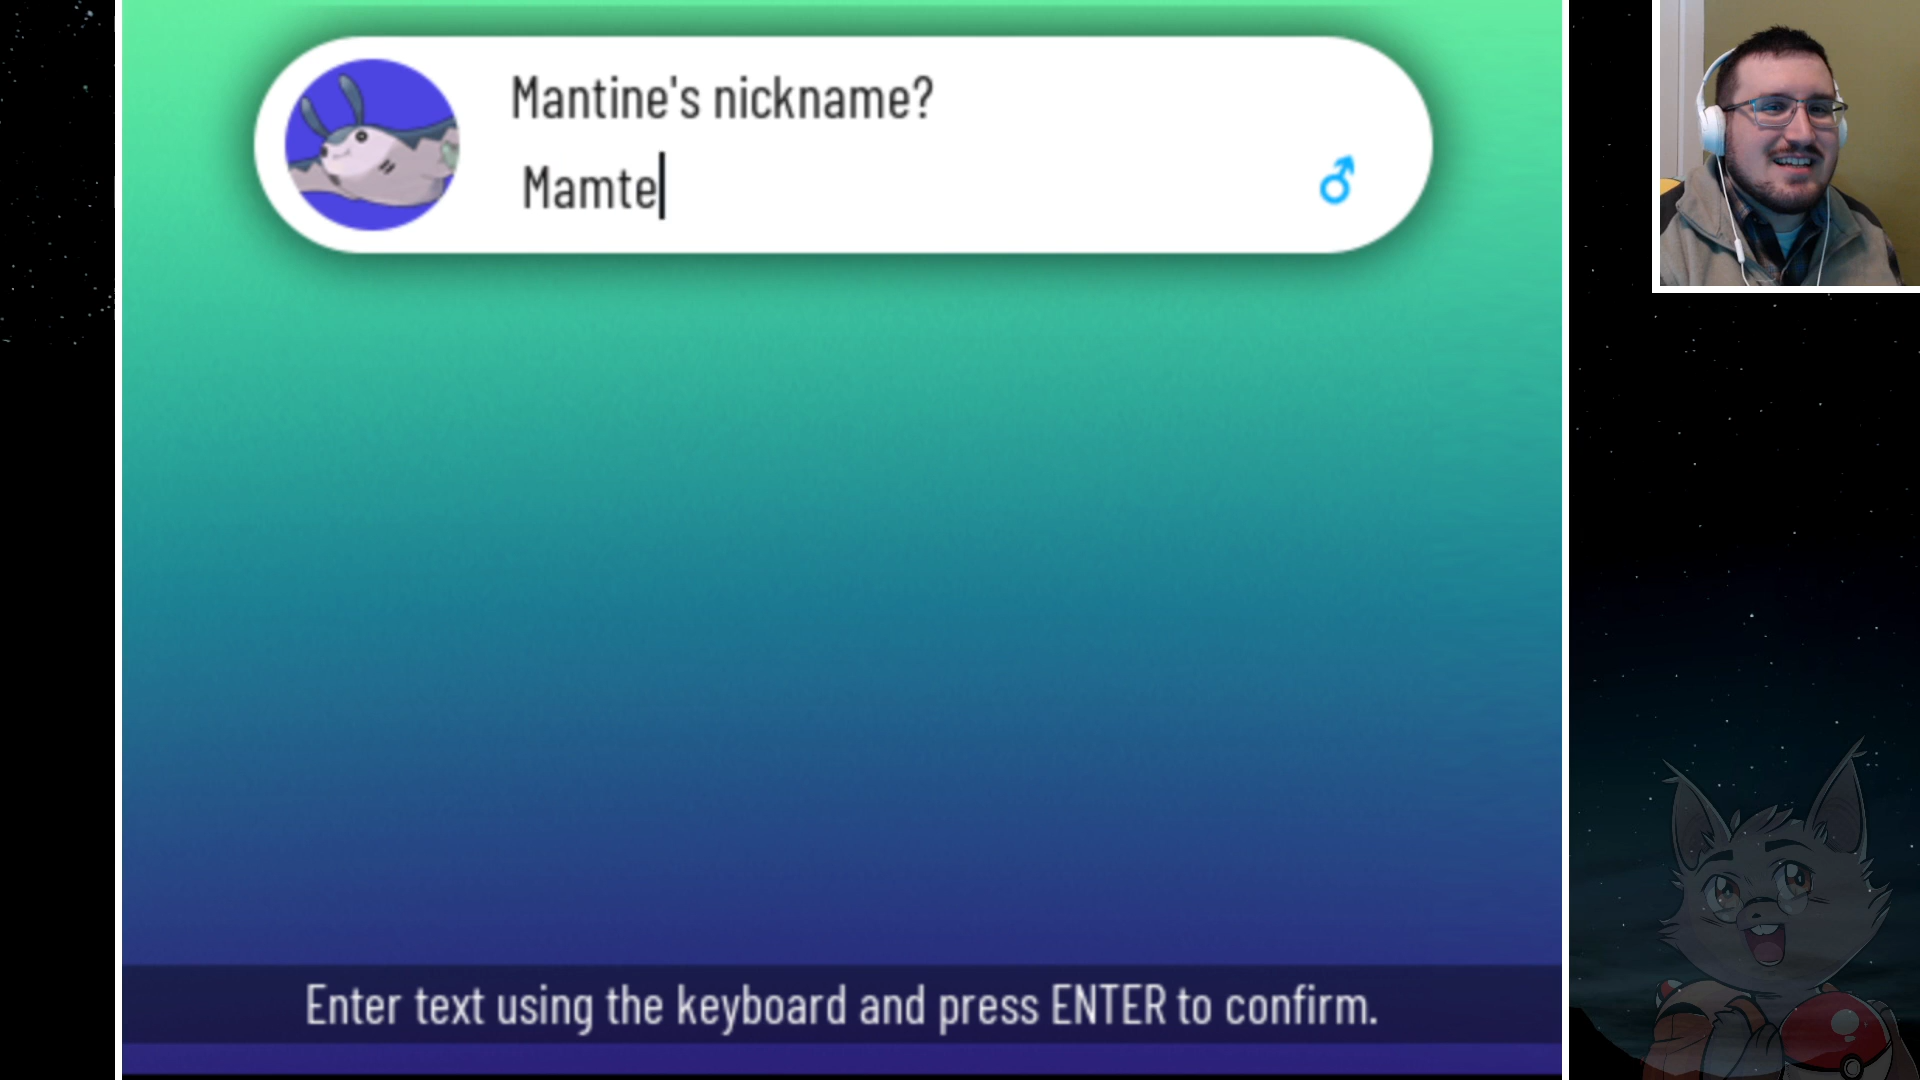 Mantine's nickname?
Mamte
Enter text using the keyboard and press ENTER to confirm.